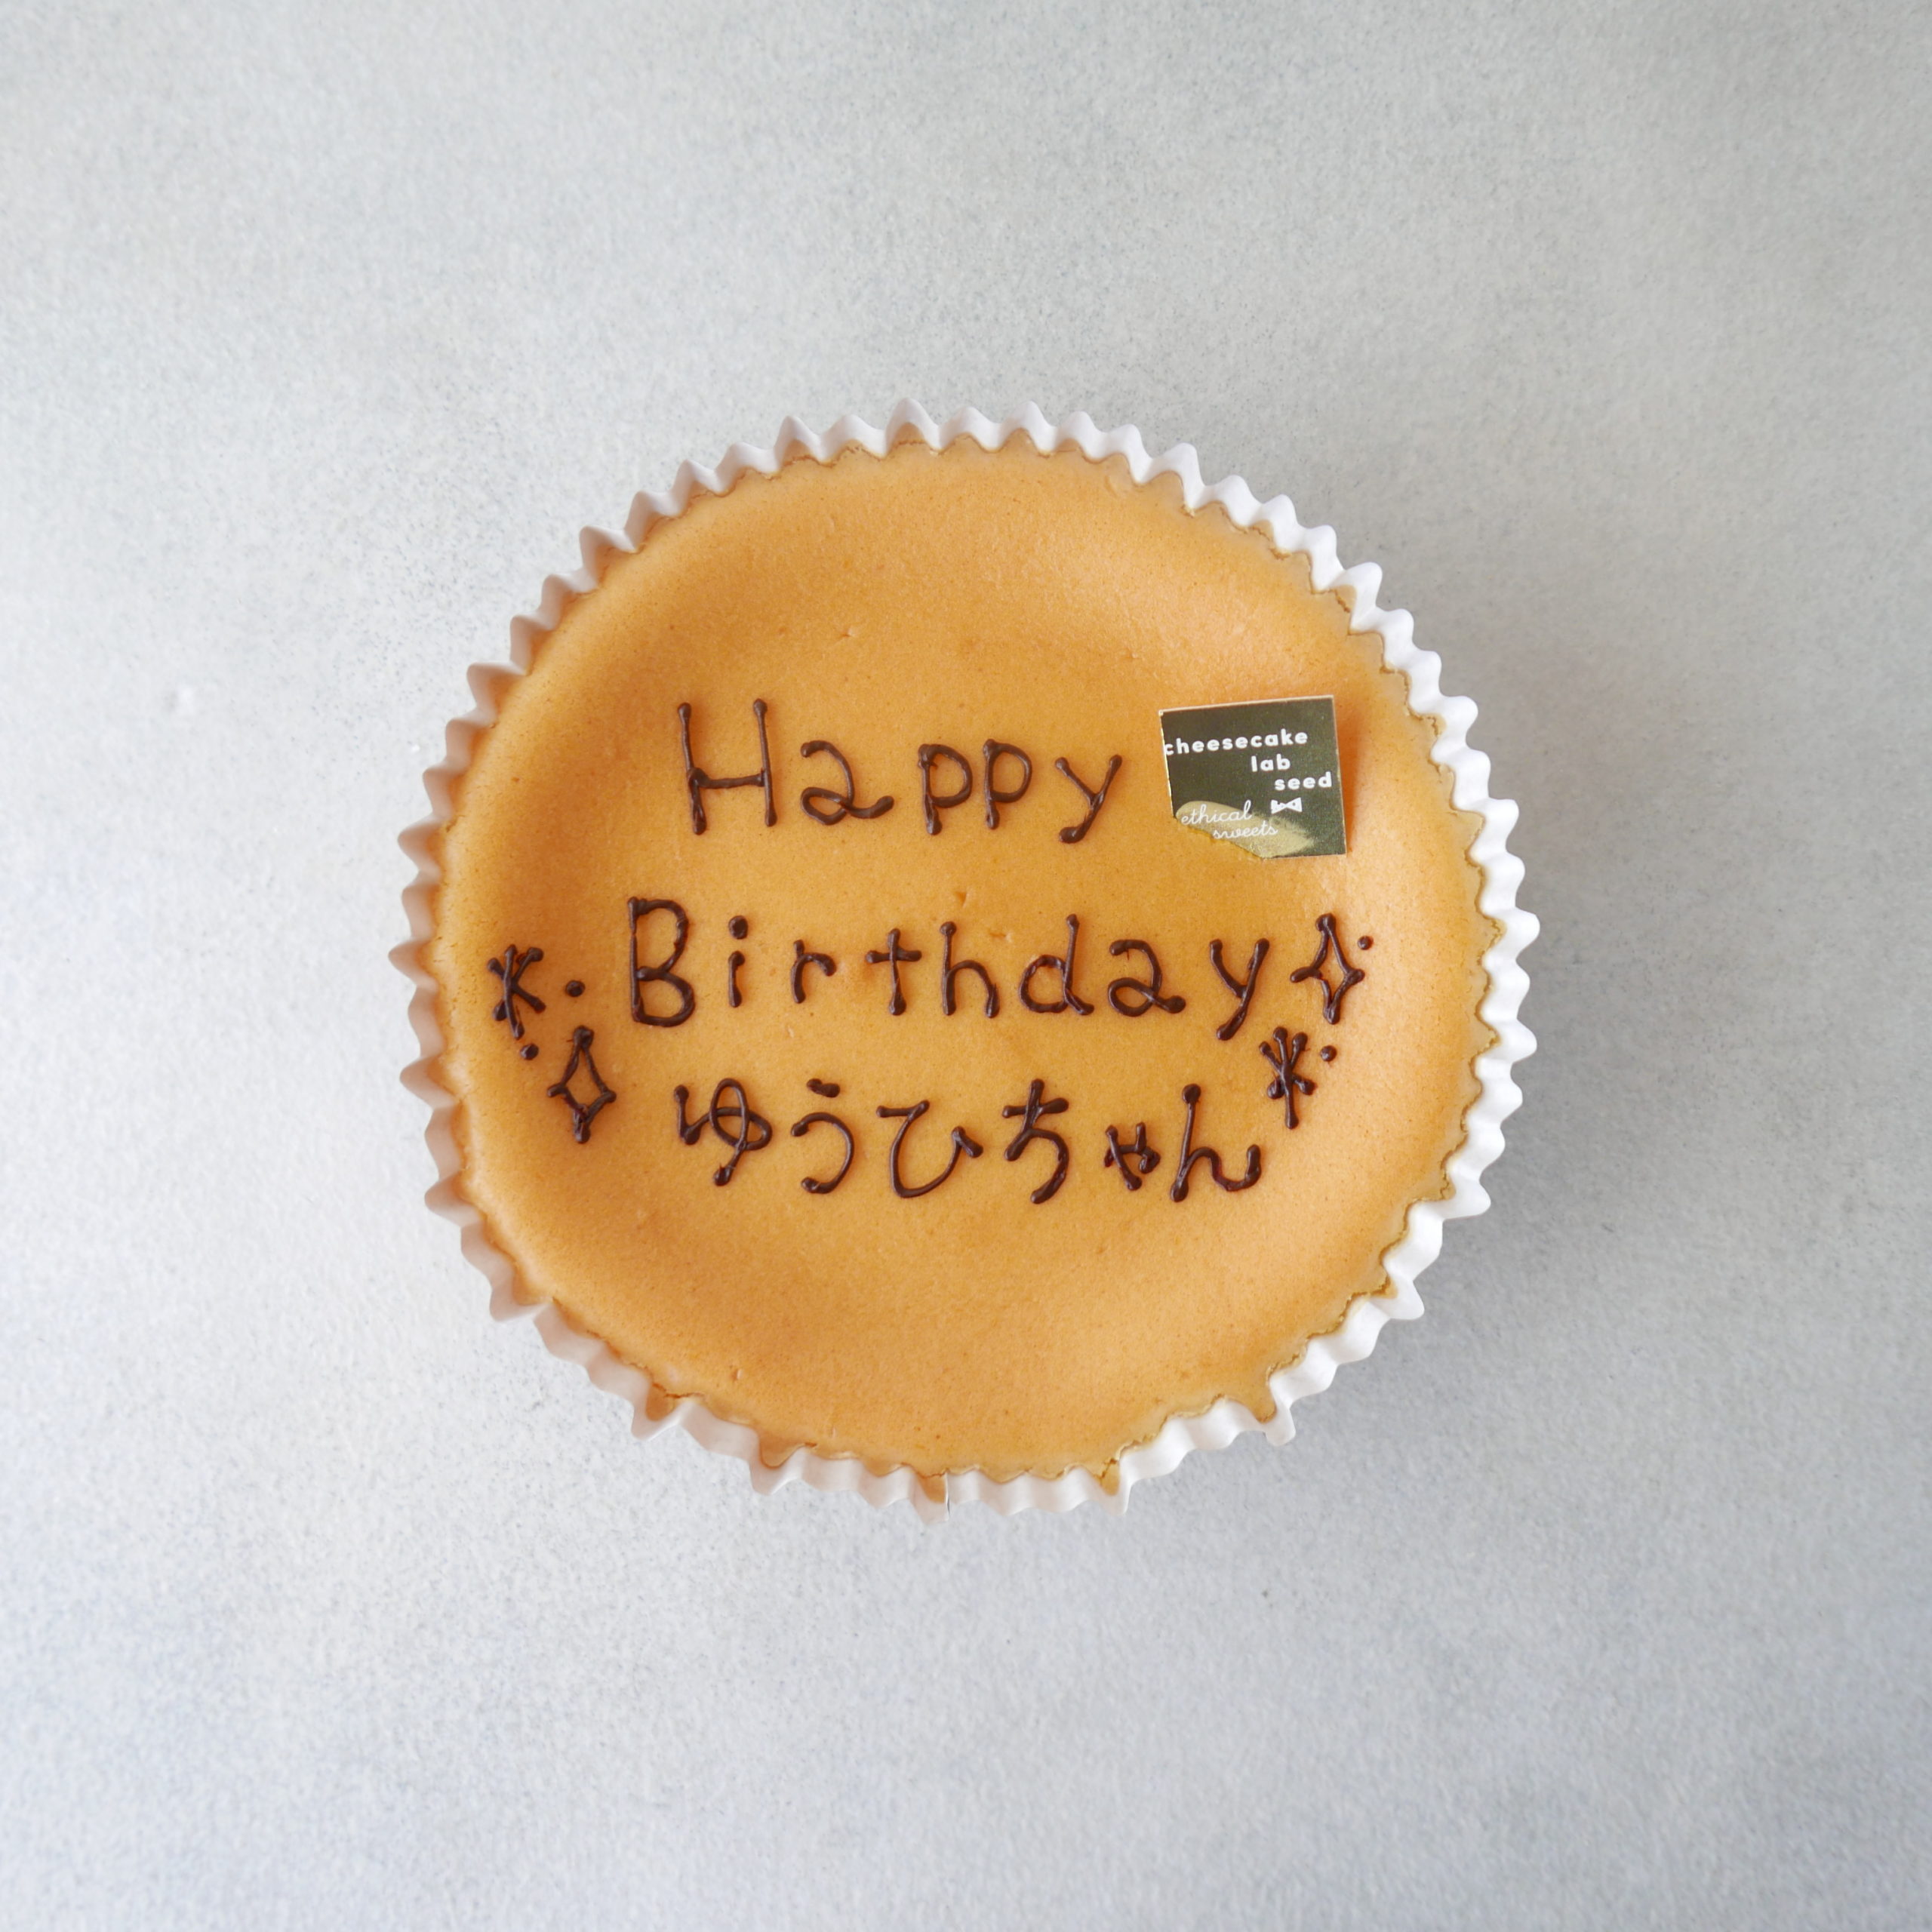 Happy
cheesecake
lab
seed
ethical
sweets
Birthday
ゆうひちゃん